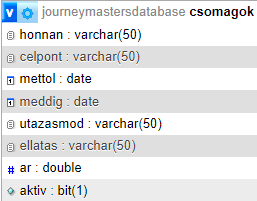 v journeymastersdatabase csomagok
honnan : varchar(50)
celpont : varchar(50)
mettol : date
meddig : date
utazasmod : varchar(50)
ellatas : varchar(50)
# ar : double
aktiv : bit(1)